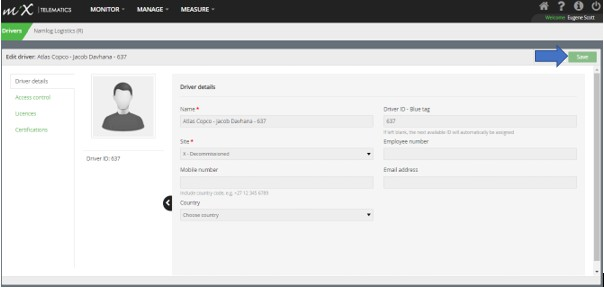 miX TELEMATICS MONITOR MANAGE MEASURE
Welcome Eugene Scott
Drivers Namlog Logistics (R)
Edit driver: Atlas Copco - Jacob Davhana - 637 Save
Driver details
Access control
Licences
Certifications
Driver ID: 637
Driver details
Name * Driver ID - Blue tag
Atlas Copco - Jacob Davhana - 637 637
If left blank, the next available ID will automatically be assigned
Site * Employee number
X - Decommissioned
Mobile number Email address
Include country code e.g. +27 12 345 6789
Country
Choose country